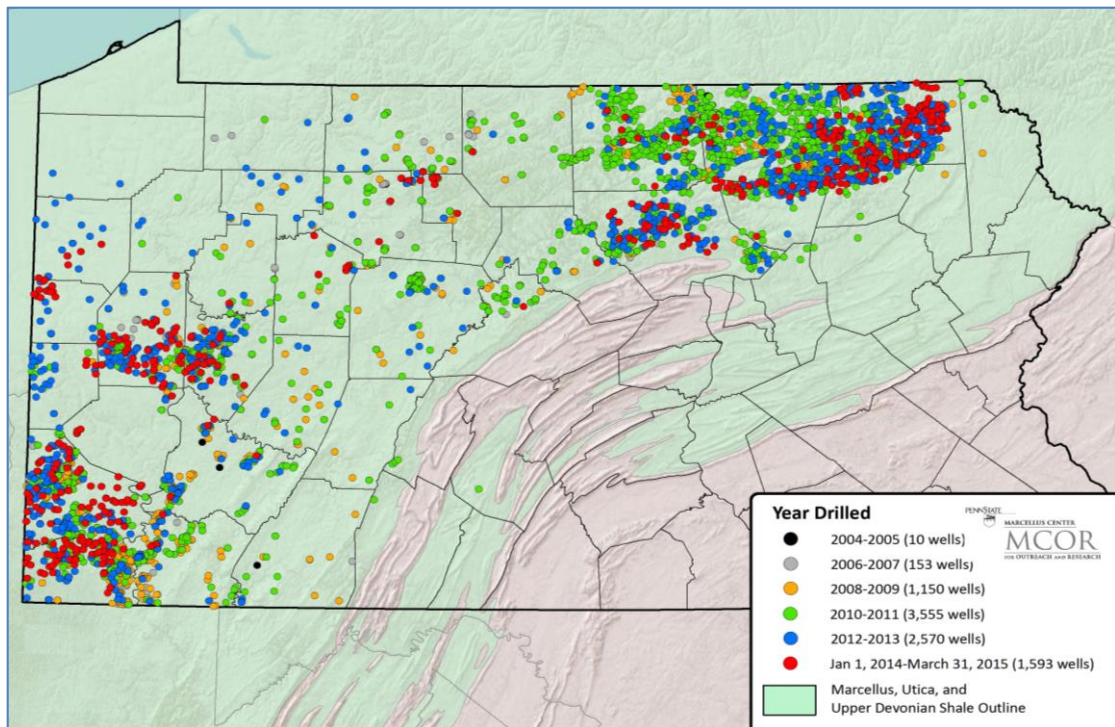 Year Drilled
PENNSTATE
MARCELLUS CENTER
MCOR
FOR OUTREACH AND RESEARCH
2004-2005 (10 wells)
2006-2007 (153 wells)
2008-2009 (1,150 wells)
2010-2011 (3,555 wells)
2012-2013 (2,570 wells)
Jan 1, 2014-March 31, 2015 (1,593 wells)
Marcellus, Utica, and
Upper Devonian Shale Outline